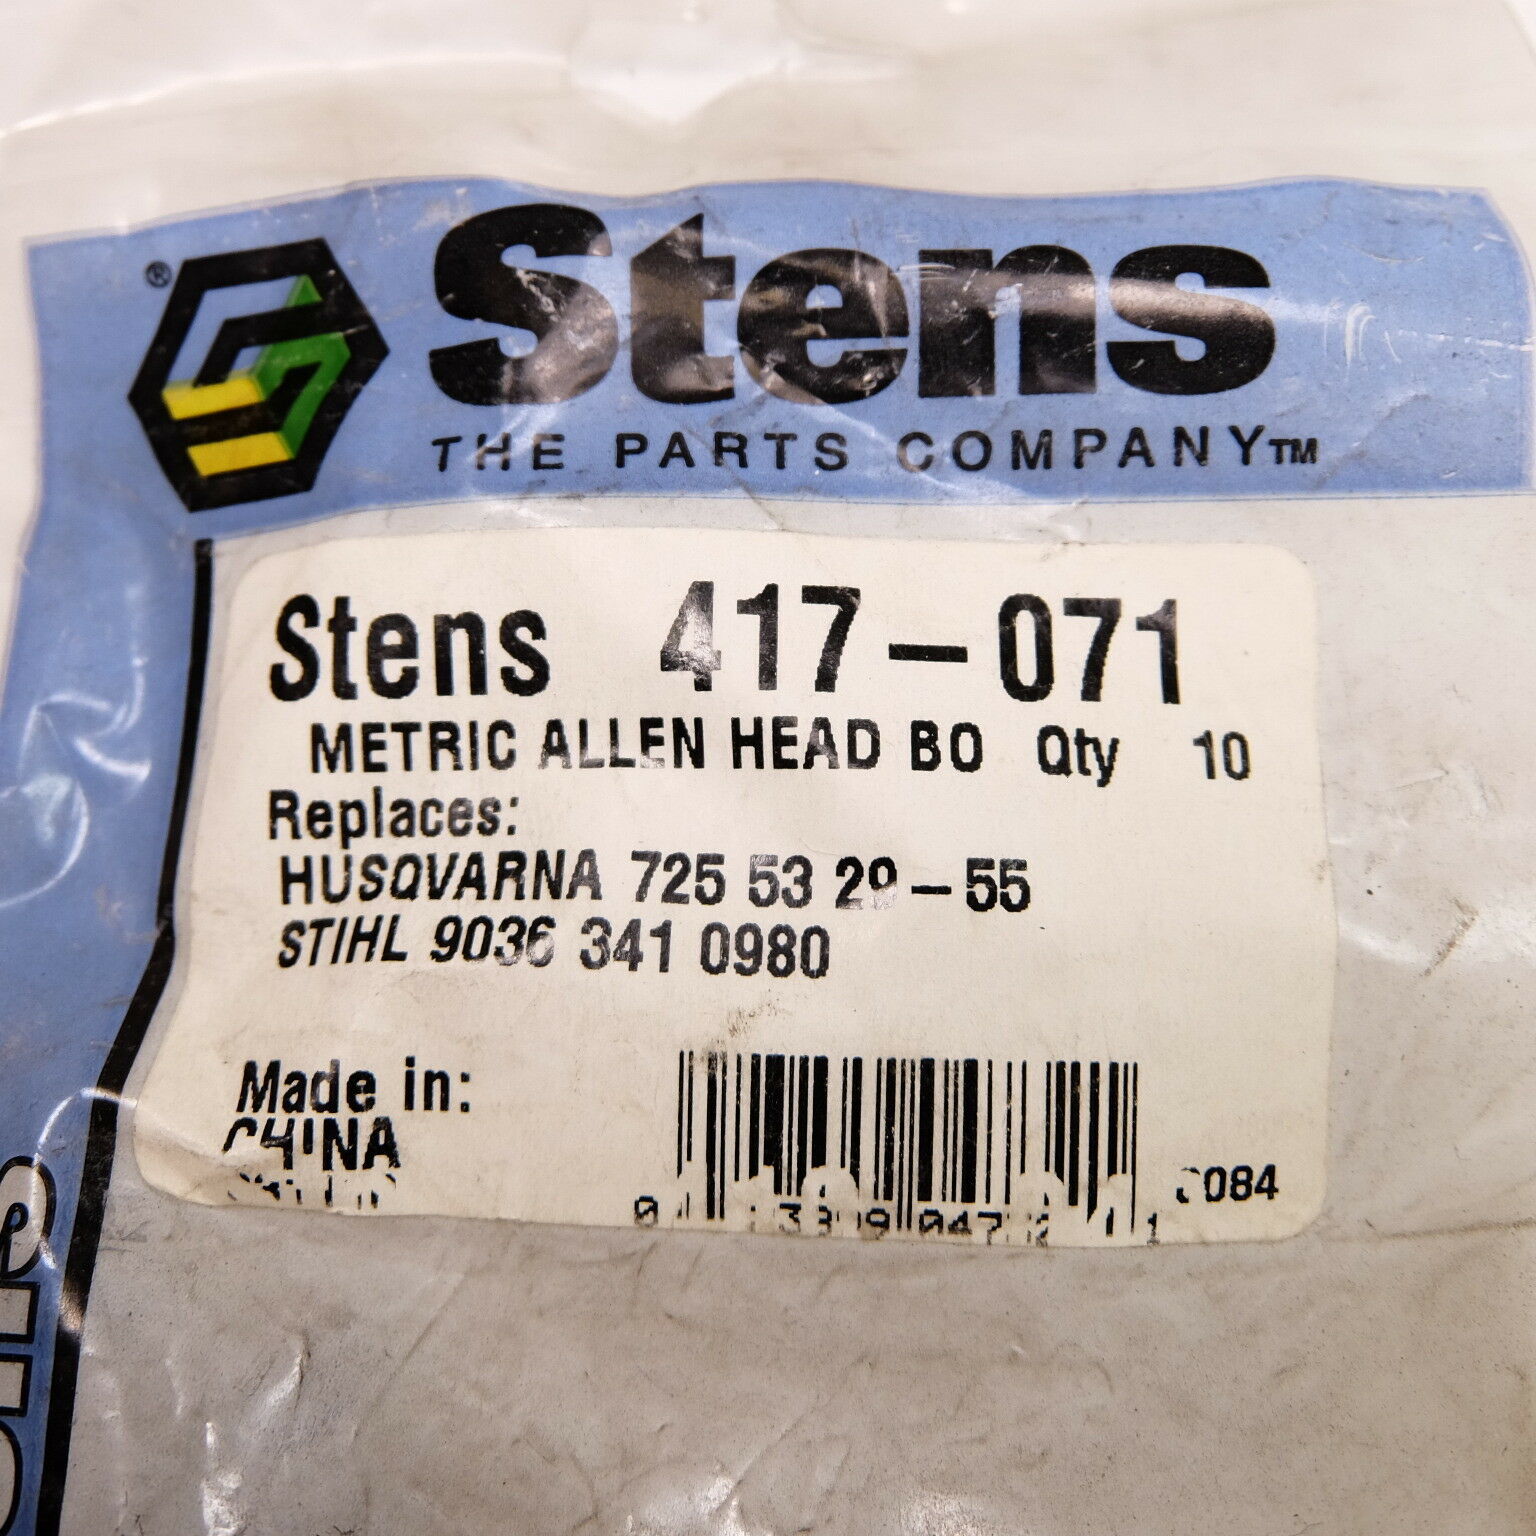 ®
Stens
THE PARTS COMPANY™
Stens 417-071
METRIC ALLEN HEAD BO Qty 10
Replaces:
HUSQVARNA 725 53 29-55
STIHL 9036 341 0980
Made in:
CHINA